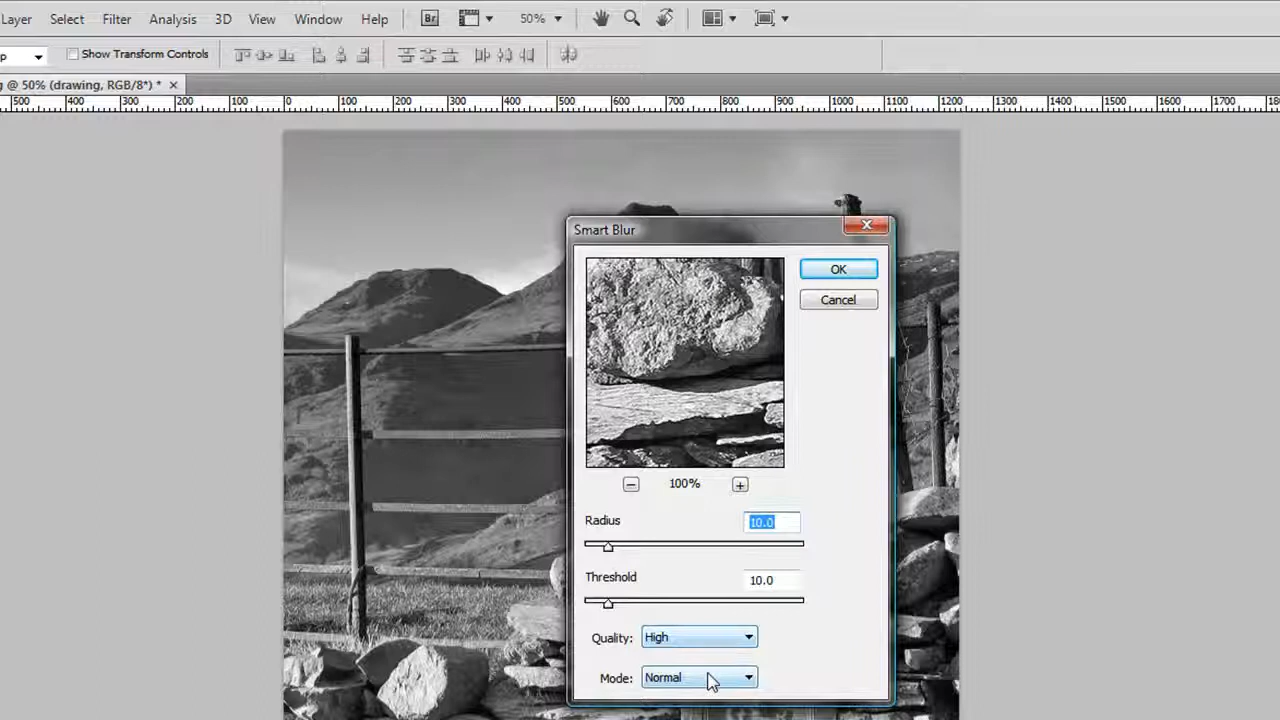 Layer Select Filter Analysis 3D View Window Help Br 50%
p Show Transform Controls
g @ 50% (drawing, RGB/8*) * x
500 400 300 200 100 0 100 200 300 400 500 600 700 800 900 1000 1100 1200 1300 1400 1500 1600 1700 180
Smart Blur
OK
Cancel
100%
Radius 10.0
Threshold 10.0
Quality: High
Mode: Normal